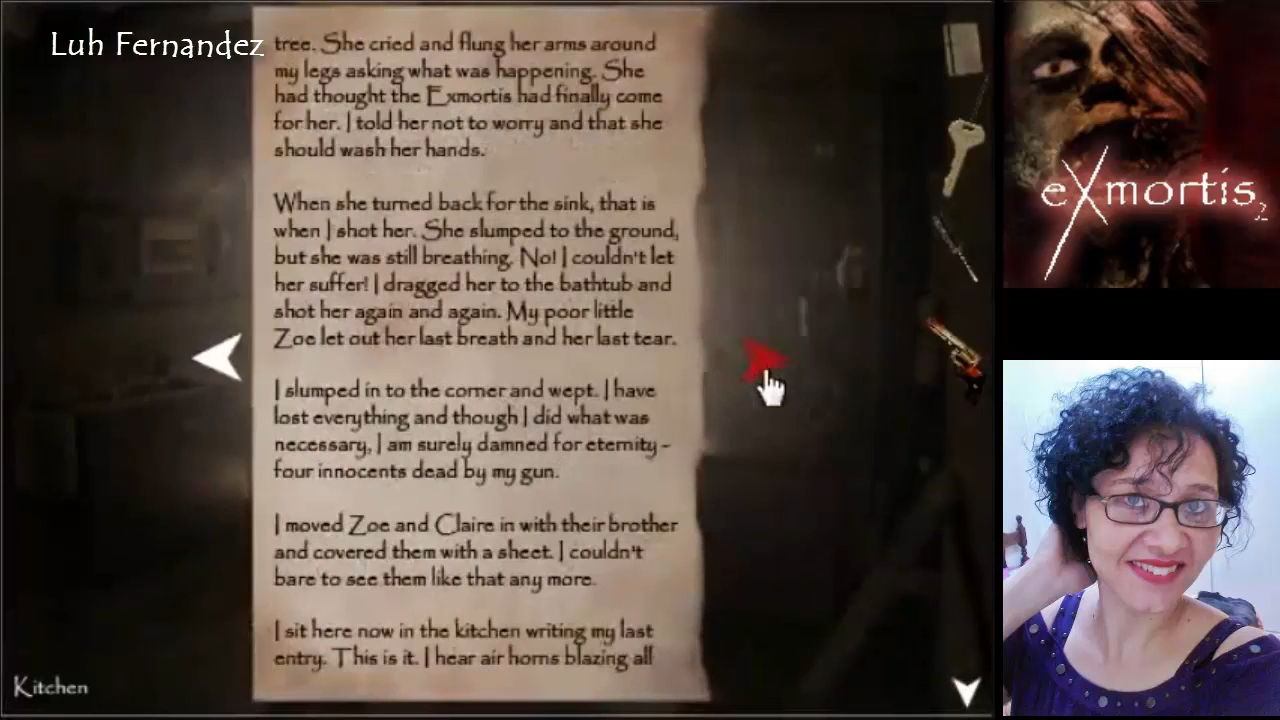 Luh Fernandez
tree. She cried and flung her arms around
my legs asking what was happening. She
had thought the Exmortis had finally come
for her. I told her not to worry and that she
should wash her hands.
When she turned back for the sink, that is
when I shot her. She slumped to the ground,
but she was still breathing. No! I couldn't let
her suffer! I dragged her to the bathtub and
shot her again and again. My poor little
Zoe let out her last breath and her last tear.
I slumped in to the corner and wept. I have
lost everything and though I did what was
necessary, I am surely damned for eternity -
four innocents dead by my gun.
I moved Zoe and Claire in with their brother
and covered them with a sheet. I couldn't
bare to see them like that any more.
I sit here now in the kitchen writing my last
entry. This is it. I hear air horns blazing all
Kitchen
eXmortis 2